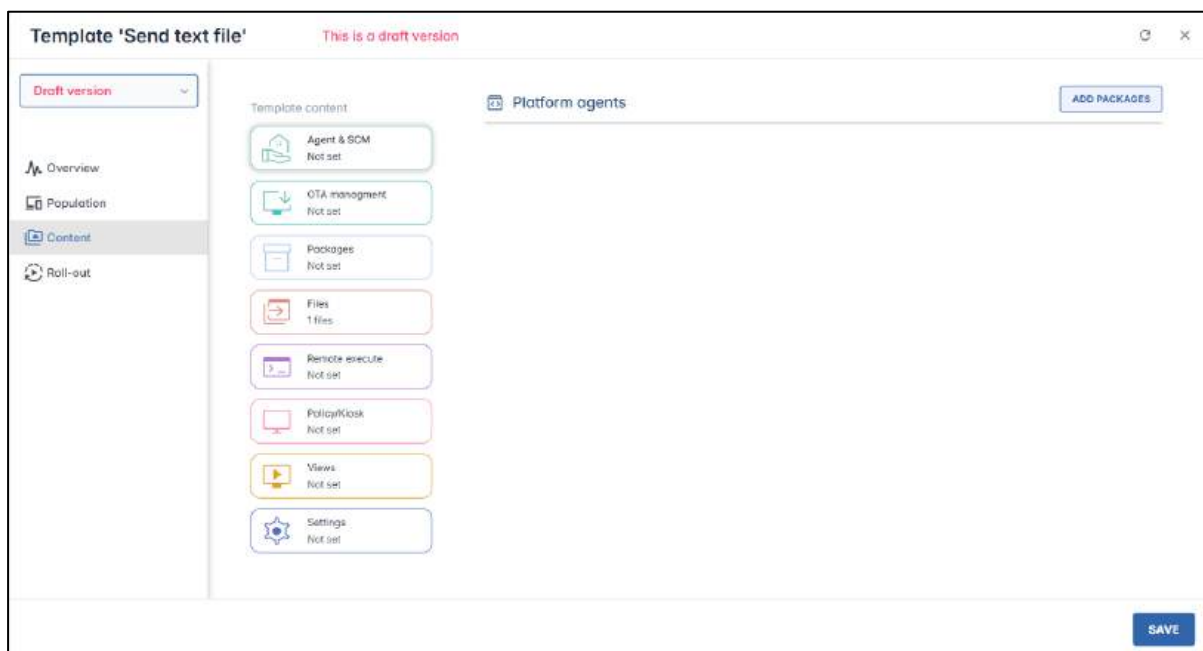 Template 'Send text file'
This is a draft version
Draft version
Overview
Population
Content
Roll-out
Template content
Agent & SCM
Not set
OTA managment
Not set
Packages
Not set
Files
1 files
Remote execute
Not set
Policy/Kiosk
Not set
Views
Not set
Settings
Not set
Platform agents
ADD PACKAGES
SAVE